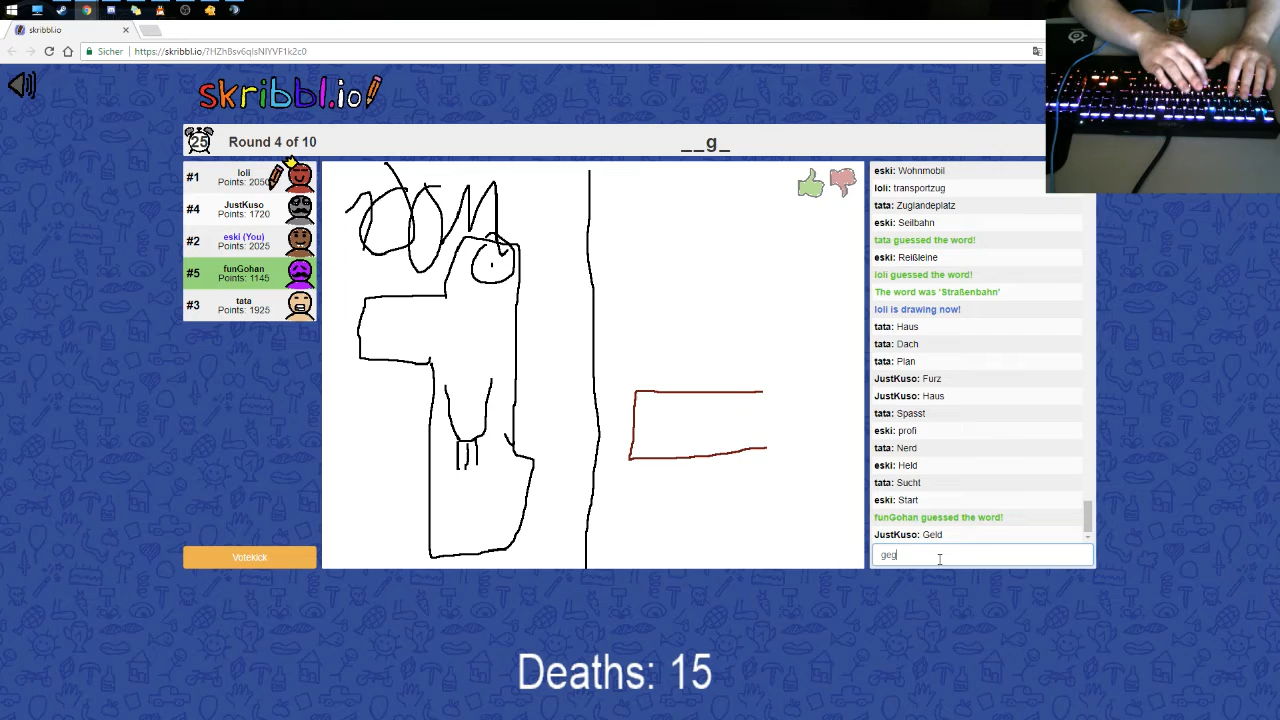 skribbl.io
Sicher
https://skribbl.io/?HZhBsv6qIsNIYVF1k2c0
skribbl.io
25
Round 4 of 10
__g_
#1
loli
Points: 2050
#4
JustKuso
Points: 1720
#2
eski (You)
Points: 2025
#5
funGohan
Points: 1145
#3
tata
Points: 1925
Votekick
eski: Wohnmobil
loli: transportzug
tata: Zuglandeplatz
eski: Seilbahn
tata guessed the word!
eski: Reißleine
loli guessed the word!
The word was 'Straßenbahn'
loli is drawing now!
tata: Haus
tata: Dach
tata: Plan
JustKuso: Furz
JustKuso: Haus
tata: Spasst
eski: profi
tata: Nerd
eski: Held
tata: Sucht
eski: Start
funGohan guessed the word!
JustKuso: Geld
geg
Deaths: 15